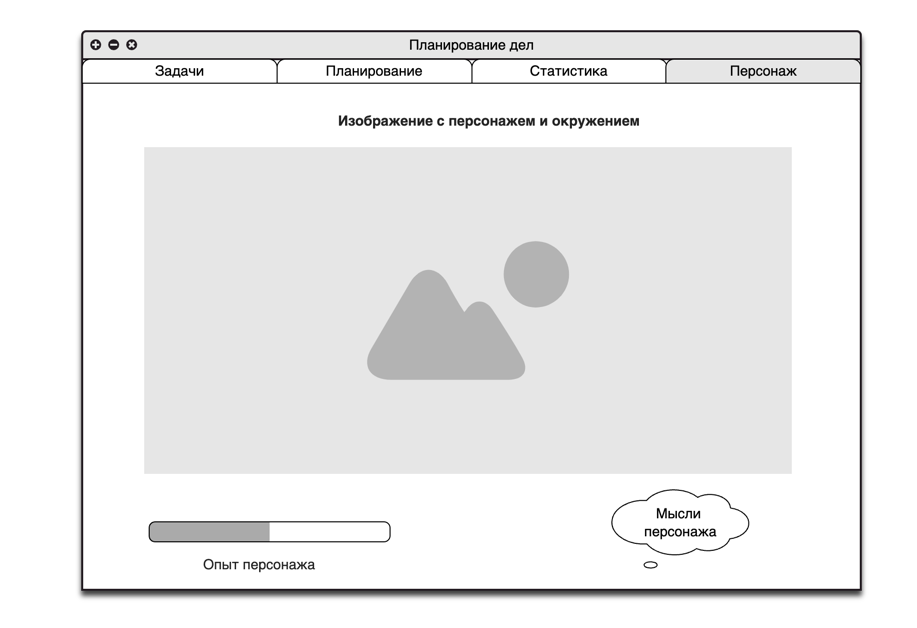 Планирование дел
Задачи
Планирование
Статистика
Персонаж
Изображение с персонажем и окружением
Мысли
персонажа
Опыт персонажа